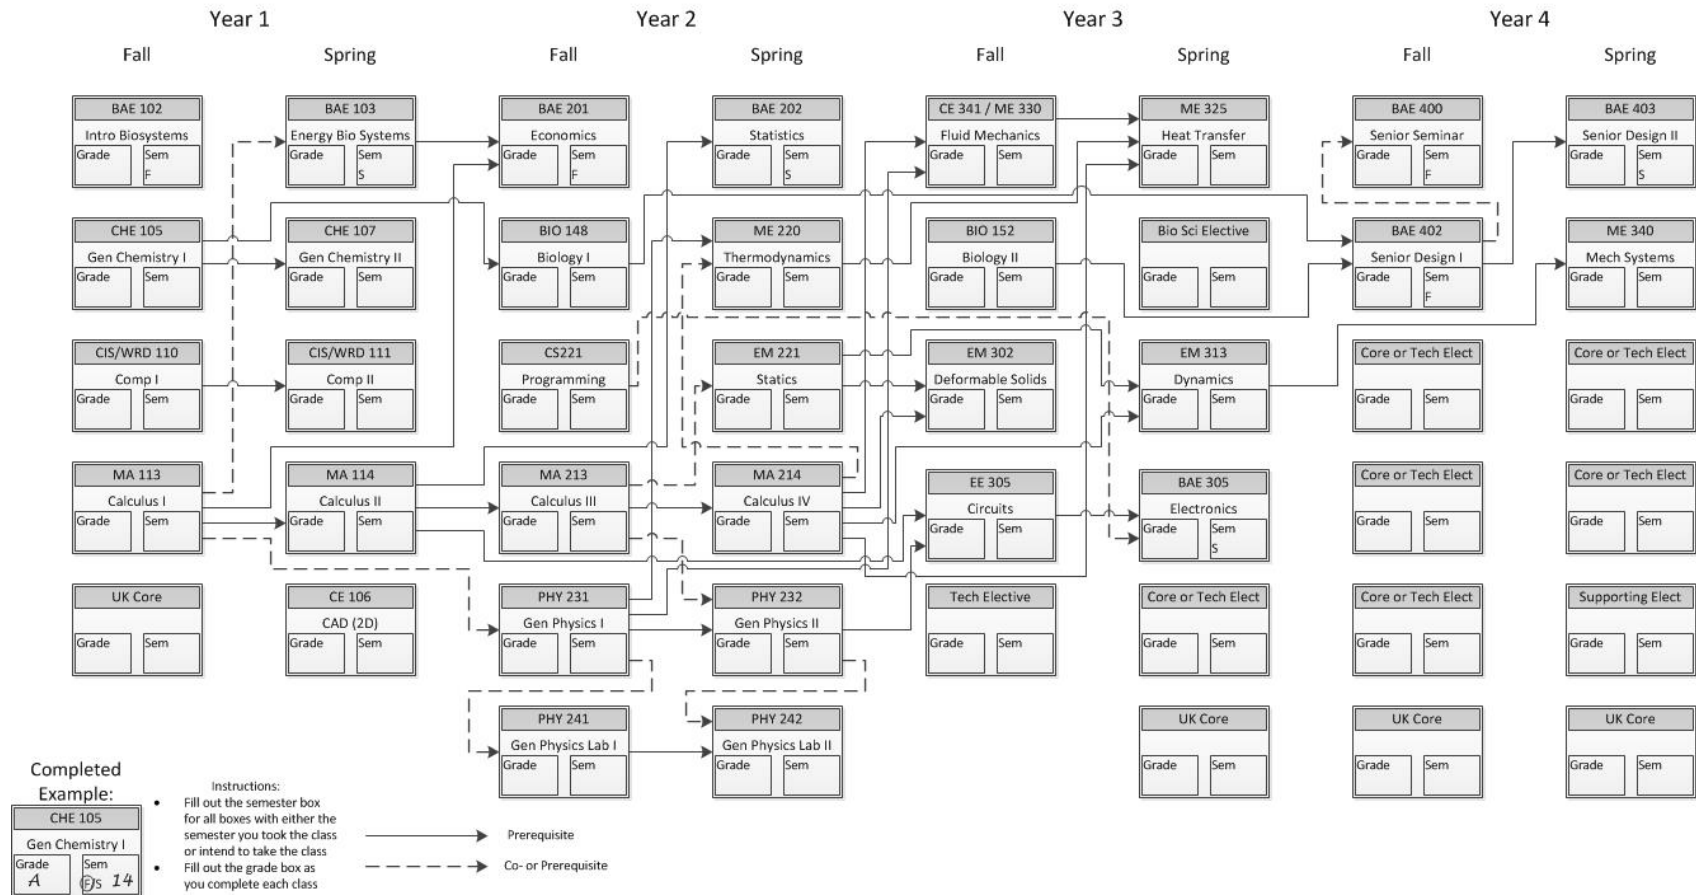 Year 1
Year 2
Year 3
Year 4
Fall
Spring
Fall
Spring
Fall
Spring
Fall
Spring
BAE 102
Intro Biosystems
Grade
Sem
F
BAE 103
Energy Bio Systems
Grade
Sem
S
BAE 201
Economics
Grade
Sem
F
BAE 202
Statistics
Grade
Sem
S
CE 341 / ME 330
Fluid Mechanics
Grade
Sem
ME 325
Heat Transfer
Grade
Sem
BAE 400
Senior Seminar
Grade
Sem
F
BAE 403
Senior Design II
Grade
Sem
S
CHE 105
Gen Chemistry I
Grade
Sem
CHE 107
Gen Chemistry II
Grade
Sem
BIO 148
Biology I
Grade
Sem
ME 220
Thermodynamics
Grade
Sem
BIO 152
Biology II
Grade
Sem
Bio Sci Elective
Grade
Sem
BAE 402
Senior Design I
Grade
Sem
F
ME 340
Mech Systems
Grade
Sem
CIS/WRD 110
Comp I
Grade
Sem
CIS/WRD 111
Comp II
Grade
Sem
CS221
Programming
Grade
Sem
EM 221
Statics
Grade
Sem
EM 302
Deformable Solids
Grade
Sem
EM 313
Dynamics
Grade
Sem
Core or Tech Elect
Grade
Sem
Core or Tech Elect
Grade
Sem
MA 113
Calculus I
Grade
Sem
MA 114
Calculus II
Grade
Sem
MA 213
Calculus III
Grade
Sem
MA 214
Calculus IV
Grade
Sem
EE 305
Circuits
Grade
Sem
BAE 305
Electronics
Grade
Sem
S
Core or Tech Elect
Grade
Sem
Core or Tech Elect
Grade
Sem
UK Core
Grade
Sem
CE 106
CAD (2D)
Grade
Sem
PHY 231
Gen Physics I
Grade
Sem
PHY 232
Gen Physics II
Grade
Sem
Tech Elective
Grade
Sem
Core or Tech Elect
Grade
Sem
Core or Tech Elect
Grade
Sem
Supporting Elect
Grade
Sem
PHY 241
Gen Physics Lab I
Grade
Sem
PHY 242
Gen Physics Lab II
Grade
Sem
UK Core
Grade
Sem
UK Core
Grade
Sem
UK Core
Grade
Sem
Completed
Example:
CHE 105
Gen Chemistry I
Grade
A
Sem
F/S 14
Instructions:
• Fill out the semester box
for all boxes with either the
semester you took the class
or intend to take the class
• Fill out the grade box as
you complete each class
Prerequisite
Co- or Prerequisite